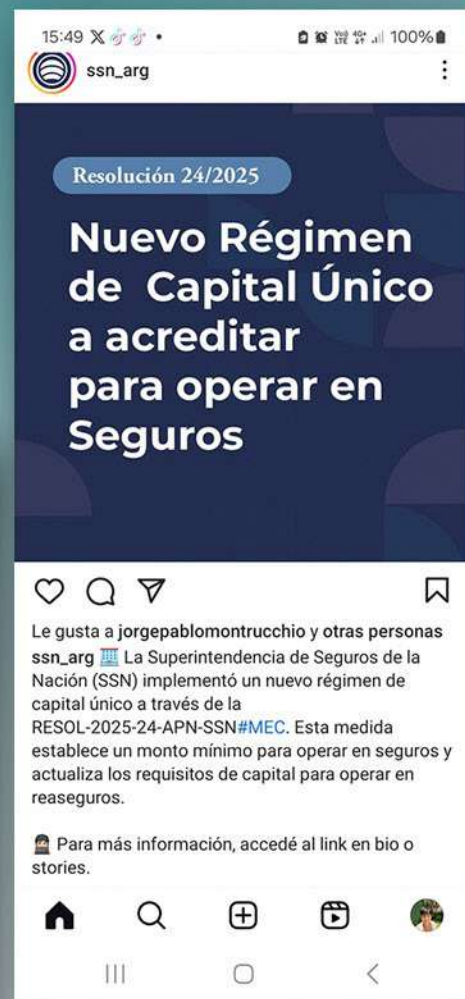 15:49
100%
ssn_arg
Resolución 24/2025
Nuevo Régimen
de Capital Único
a acreditar
para operar en
Seguros
Le gusta a jorgepablomontrucchio y otras personas
ssn_arg La Superintendencia de Seguros de la
Nación (SSN) implementó un nuevo régimen de
capital único a través de la
RESOL-2025-24-APN-SSN#MEC. Esta medida
establece un monto mínimo para operar en seguros y
actualiza los requisitos de capital para operar en
reaseguros.
Para más información, accedé al link en bio o
stories.